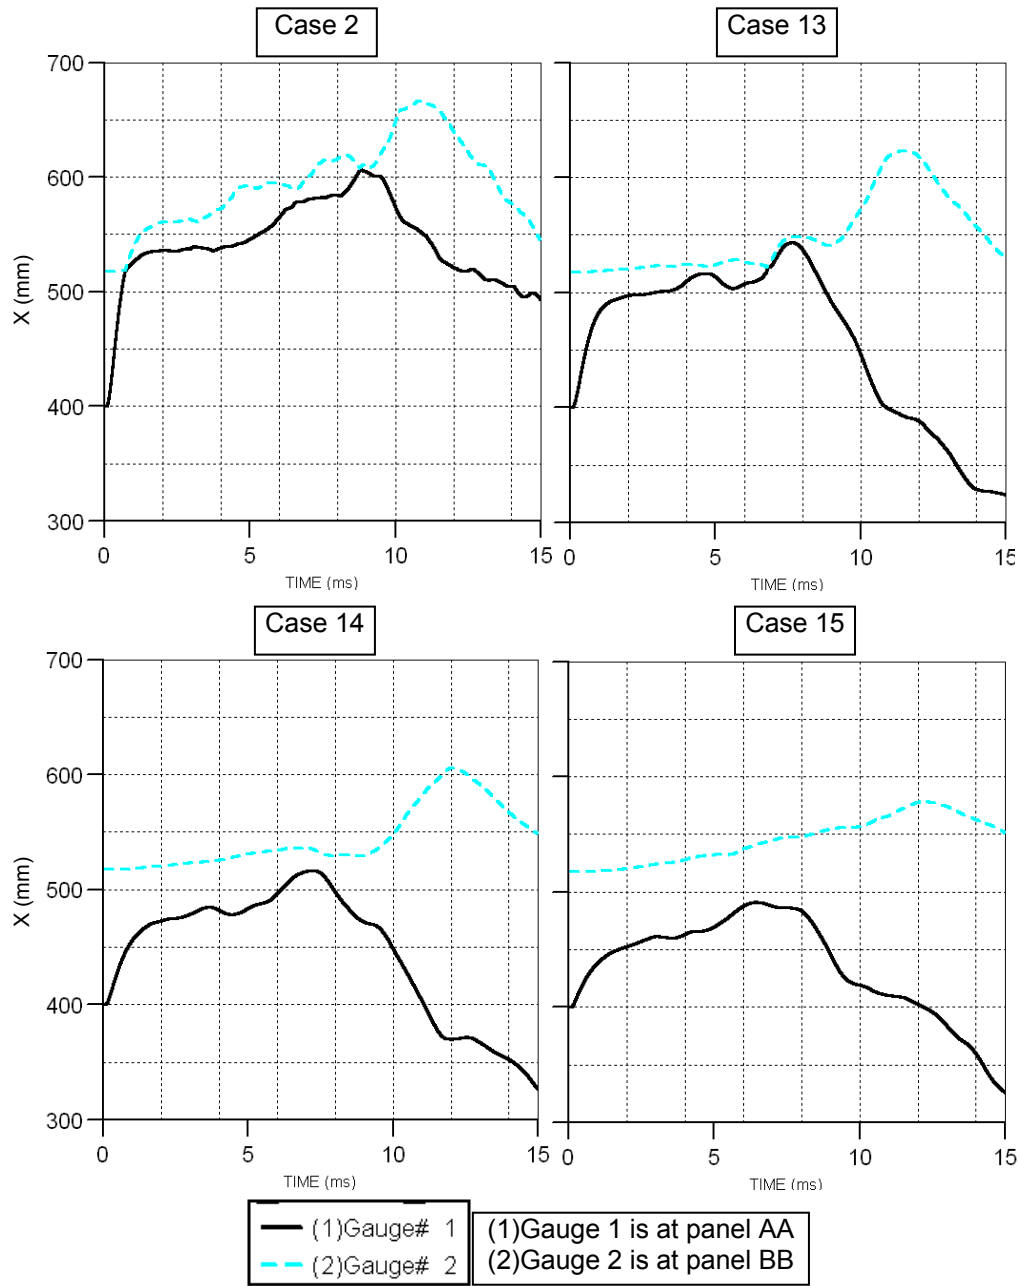 Case 2
Case 13
700
600
500
400
300
X (mm)
0 5 10 15
TIME (ms)
0 5 10 15
TIME (ms)
Case 14
Case 15
700
600
500
400
300
X (mm)
0 5 10 15
TIME (ms)
0 5 10 15
TIME (ms)
(1)Gauge# 1
(2)Gauge# 2
(1)Gauge 1 is at panel AA
(2)Gauge 2 is at panel BB